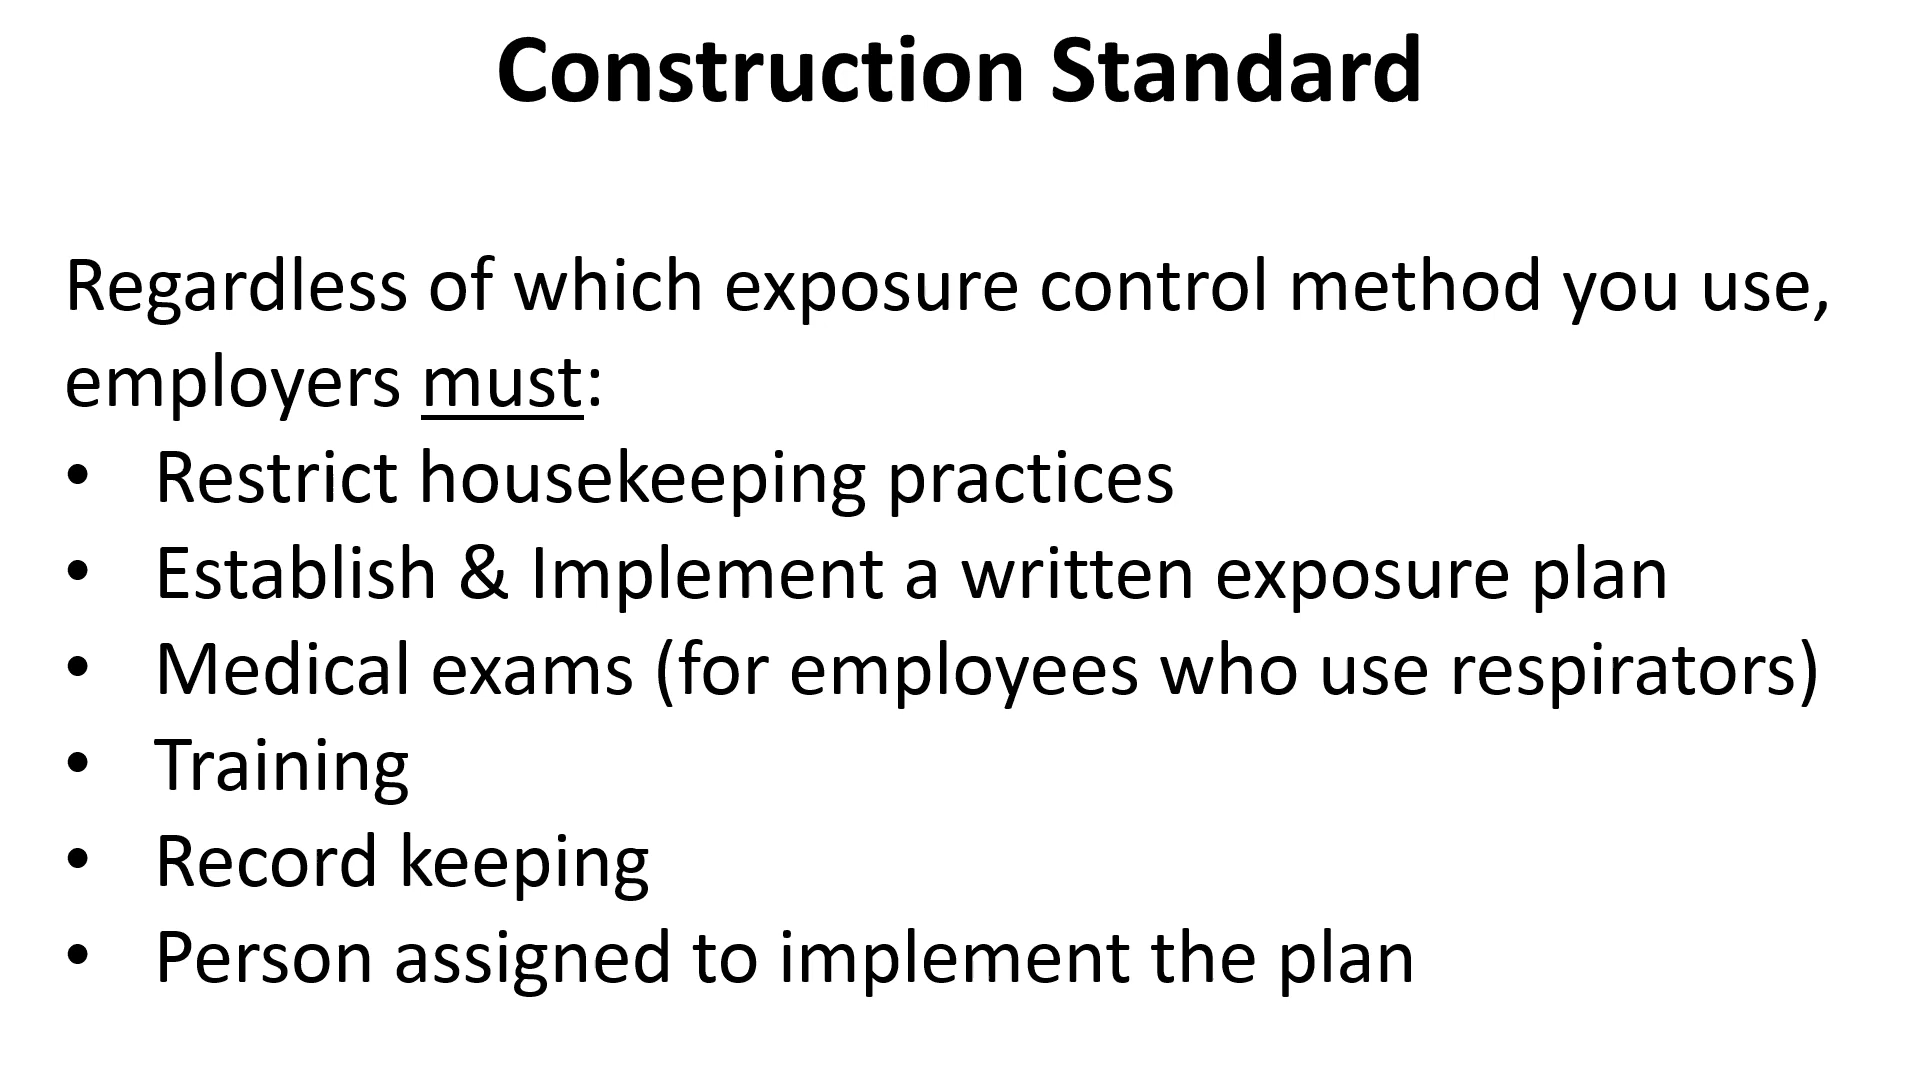 Construction Standard
Regardless of which exposure control method you use,
employers must:
• Restrict housekeeping practices
• Establish & Implement a written exposure plan
• Medical exams (for employees who use respirators)
• Training
• Record keeping
• Person assigned to implement the plan